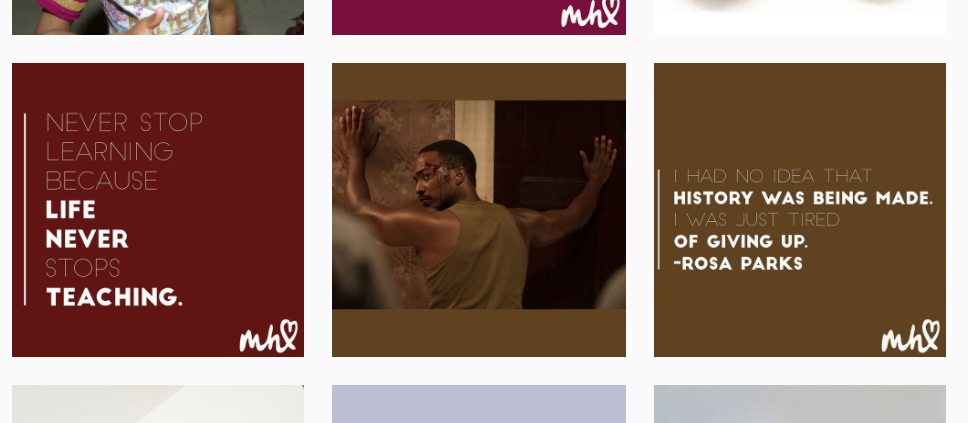 mh
NEVER STOP
LEARNING
BECAUSE
LIFE
NEVER
STOPS
TEACHING.
mh
I HAD NO IDEA THAT
HISTORY WAS BEING MADE.
I WAS JUST TIRED
OF GIVING UP.
-ROSA PARKS
mh